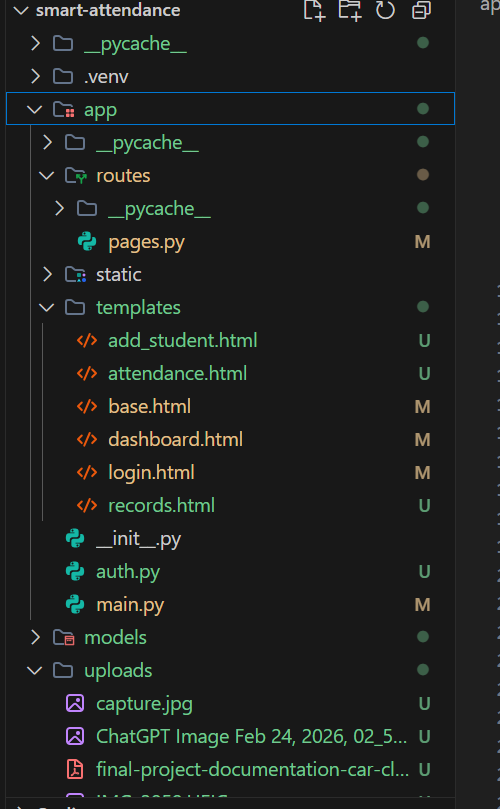 smart-attendance
__pycache__
.venv
app
__pycache__
routes
__pycache__
pages.py M
static
templates
add_student.html U
attendance.html U
base.html M
dashboard.html M
login.html M
records.html U
__init__.py
auth.py U
main.py M
models
uploads
capture.jpg U
ChatGPT Image Feb 24, 2026, 02_5... U
final-project-documentation-car-cl... U